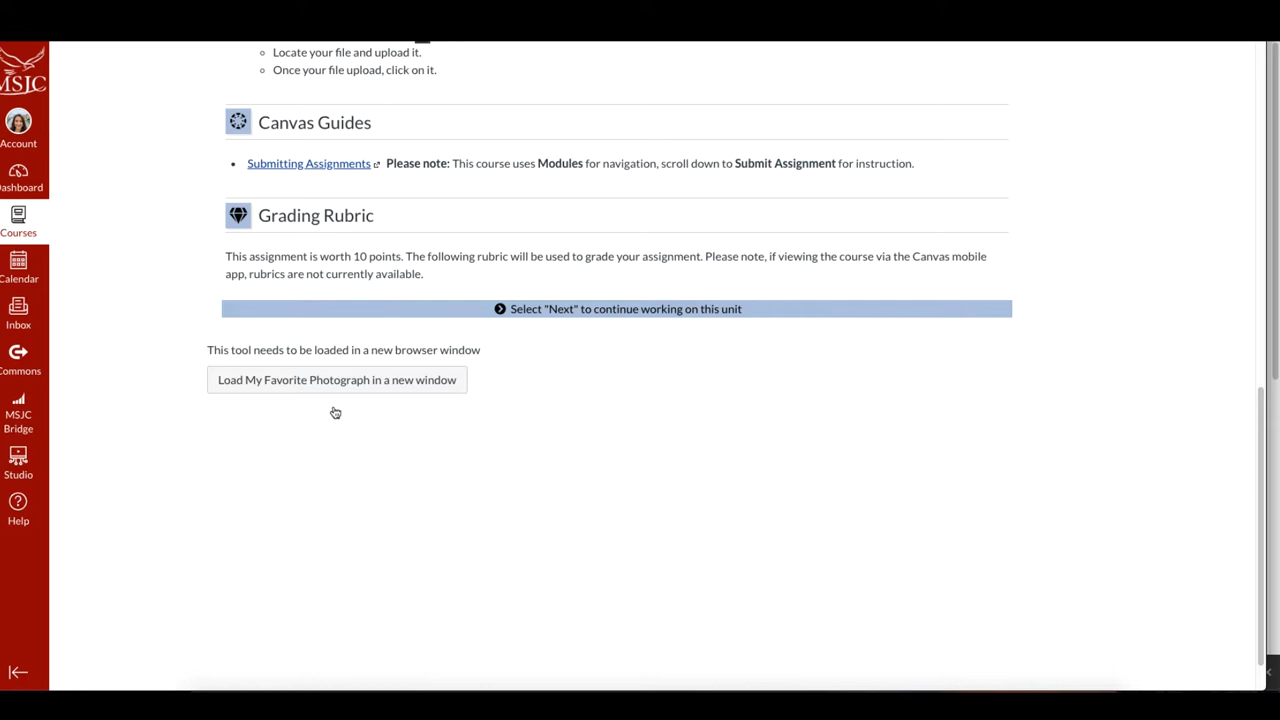 Locate your file and upload it.
Once your file upload, click on it.
Canvas Guides
Submitting Assignments Please note: This course uses Modules for navigation, scroll down to Submit Assignment for instruction.
Grading Rubric
This assignment is worth 10 points. The following rubric will be used to grade your assignment. Please note, if viewing the course via the Canvas mobile
app, rubrics are not currently available.
Select "Next" to continue working on this unit
This tool needs to be loaded in a new browser window
Load My Favorite Photograph in a new window
MSJC
Account
Dashboard
Courses
Calendar
Inbox
Commons
MSJC
Bridge
Studio
Help